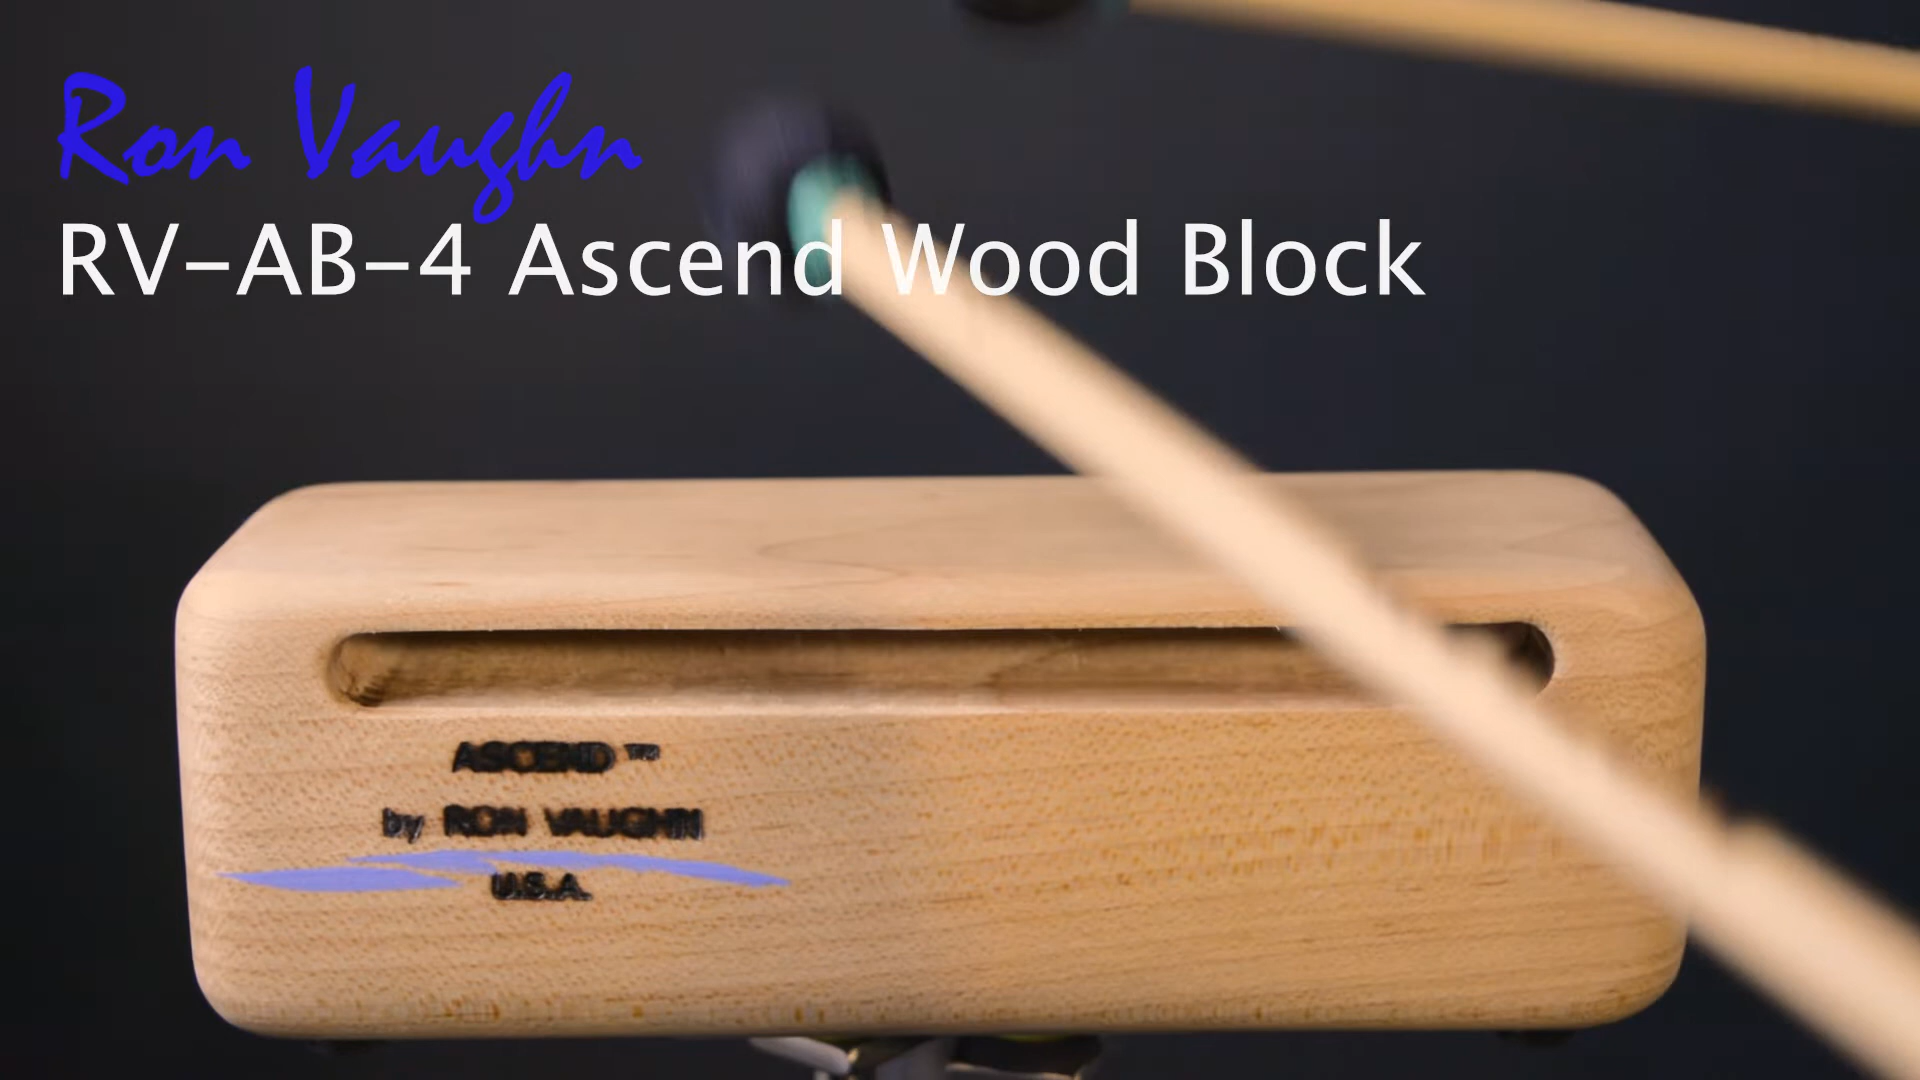 Ron Vaughn
RV-AB-4 Ascend Wood Block
ASCEND™
by RON VAUGHN
U.S.A.